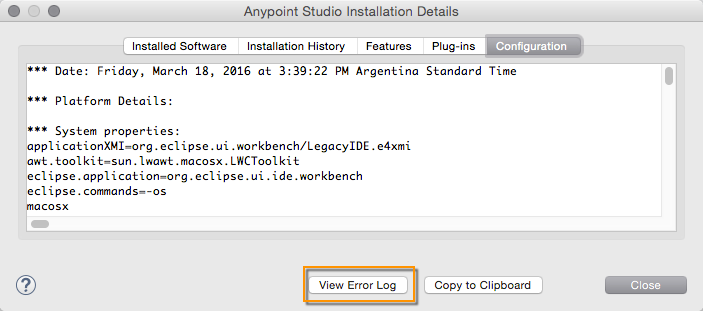 Anypoint Studio Installation Details
Installed Software Installation History Features Plug-ins Configuration
*** Date: Friday, March 18, 2016 at 3:39:22 PM Argentina Standard Time
*** Platform Details:
*** System properties:
applicationXMI=org.eclipse.ui.workbench/LegacyIDE.e4xmi
awt.toolkit=sun.lwawt.macosx.LWCToolkit
eclipse.application=org.eclipse.ui.ide.workbench
eclipse.commands=-os
macosx
? View Error Log Copy to Clipboard Close